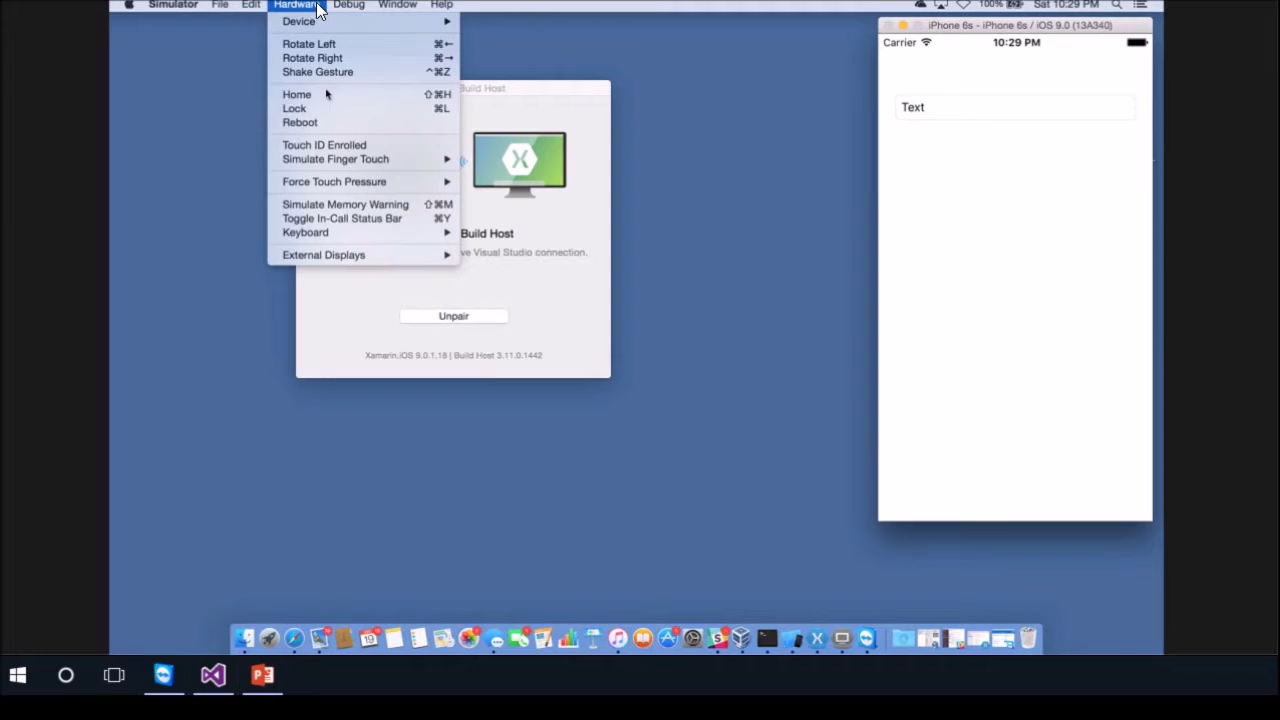 Simulator File Edit Hardware Debug Window Help 100% Sat 10:29 PM
Device
Rotate Left ⌘←
Rotate Right ⌘→
Shake Gesture ^⌘Z
Home ⇧⌘H
Lock ⌘L
Reboot
Touch ID Enrolled
Simulate Finger Touch
Force Touch Pressure
Simulate Memory Warning ⇧⌘M
Toggle In-Call Status Bar ⌘Y
Keyboard
External Displays
Build Host
Build Host
ve Visual Studio connection.
Unpair
Xamarin.iOS 9.0.1.18 | Build Host 3.11.0.1442
iPhone 6s - iPhone 6s / iOS 9.0 (13A340)
Carrier 10:29 PM
Text
19